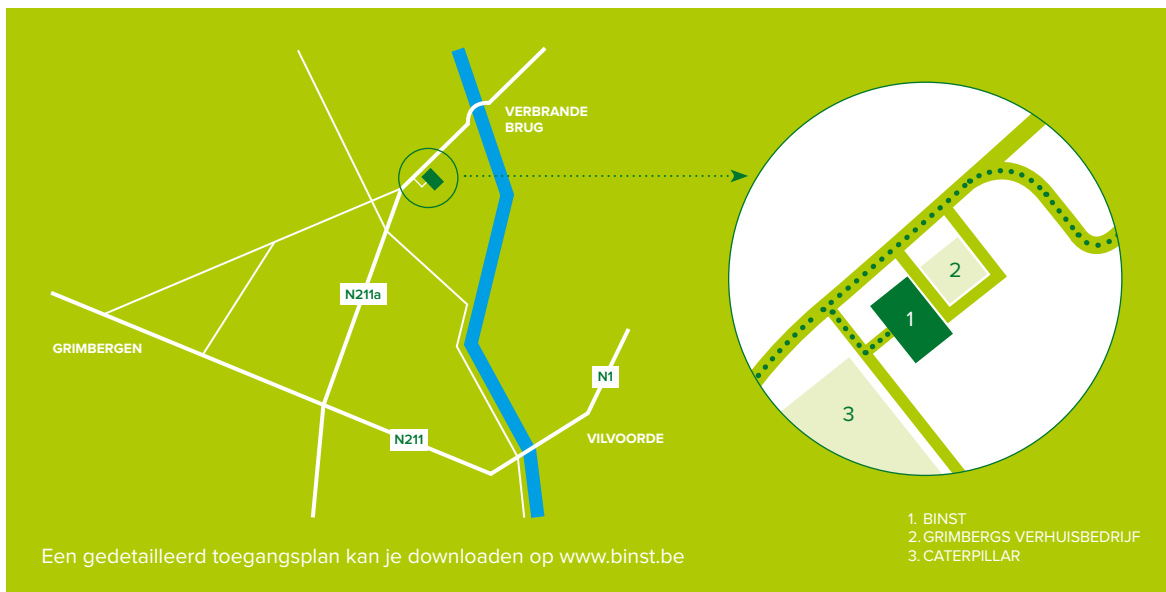 VERBRANDE
BRUG
N211a
GRIMBERGEN
N1
N211
VILVOORDE
2
1
3
1. BINST
2. GRIMBERGS VERHUISBEDRIJF
3. CATERPILLAR
Een gedetailleerd toegangsplan kan je downloaden op www.binst.be